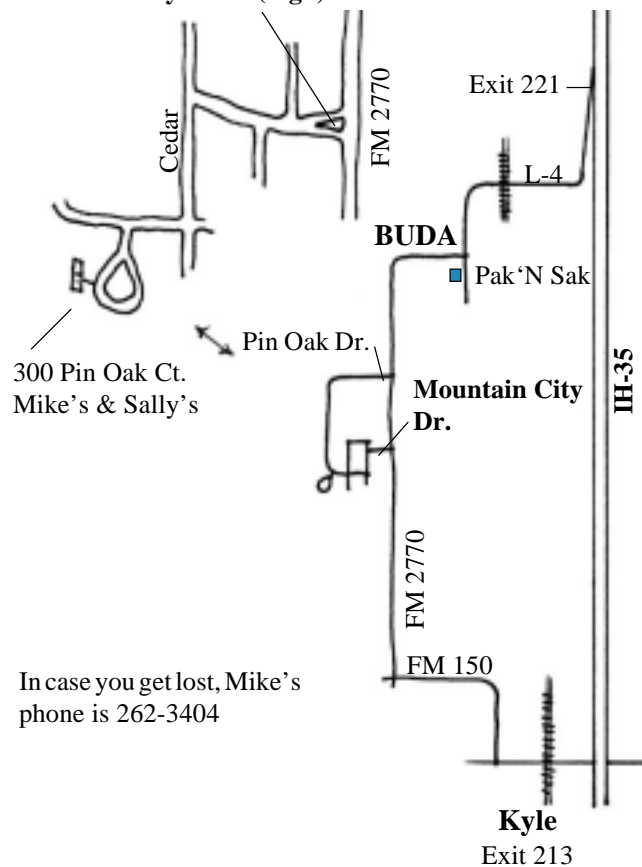 Exit 221
FM 2770
Cedar
L-4
BUDA
Pak‘N Sak
Pin Oak Dr.
300 Pin Oak Ct.
Mike’s & Sally’s
Mountain City
Dr.
IH-35
FM 2770
FM 150
In case you get lost, Mike’s
phone is 262-3404
Kyle
Exit 213